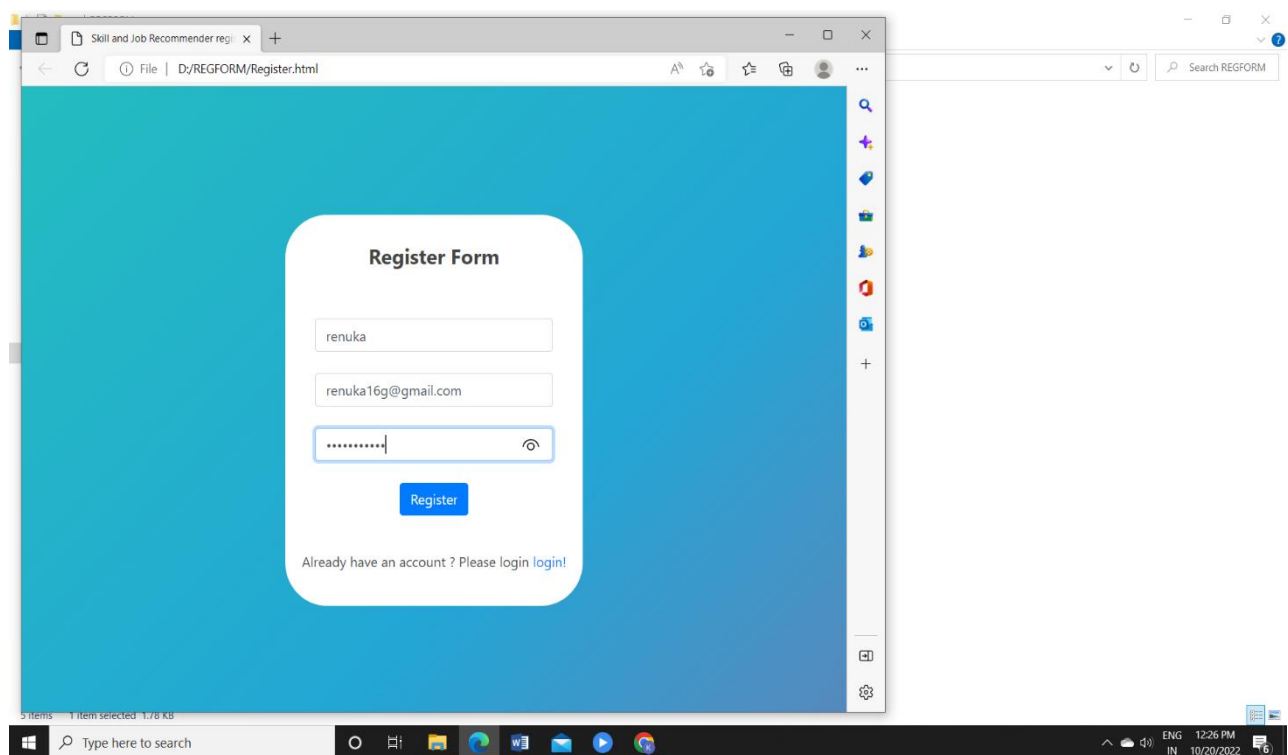 Skill and Job Recommender regi
File | D:/REGFORM/Register.html
Search REGFORM
Register Form
renuka
renuka16g@gmail.com
Register
Already have an account ? Please login login!
5 items 1 item selected 1.78 KB
Type here to search
ENG 12:26 PM
IN 10/20/2022